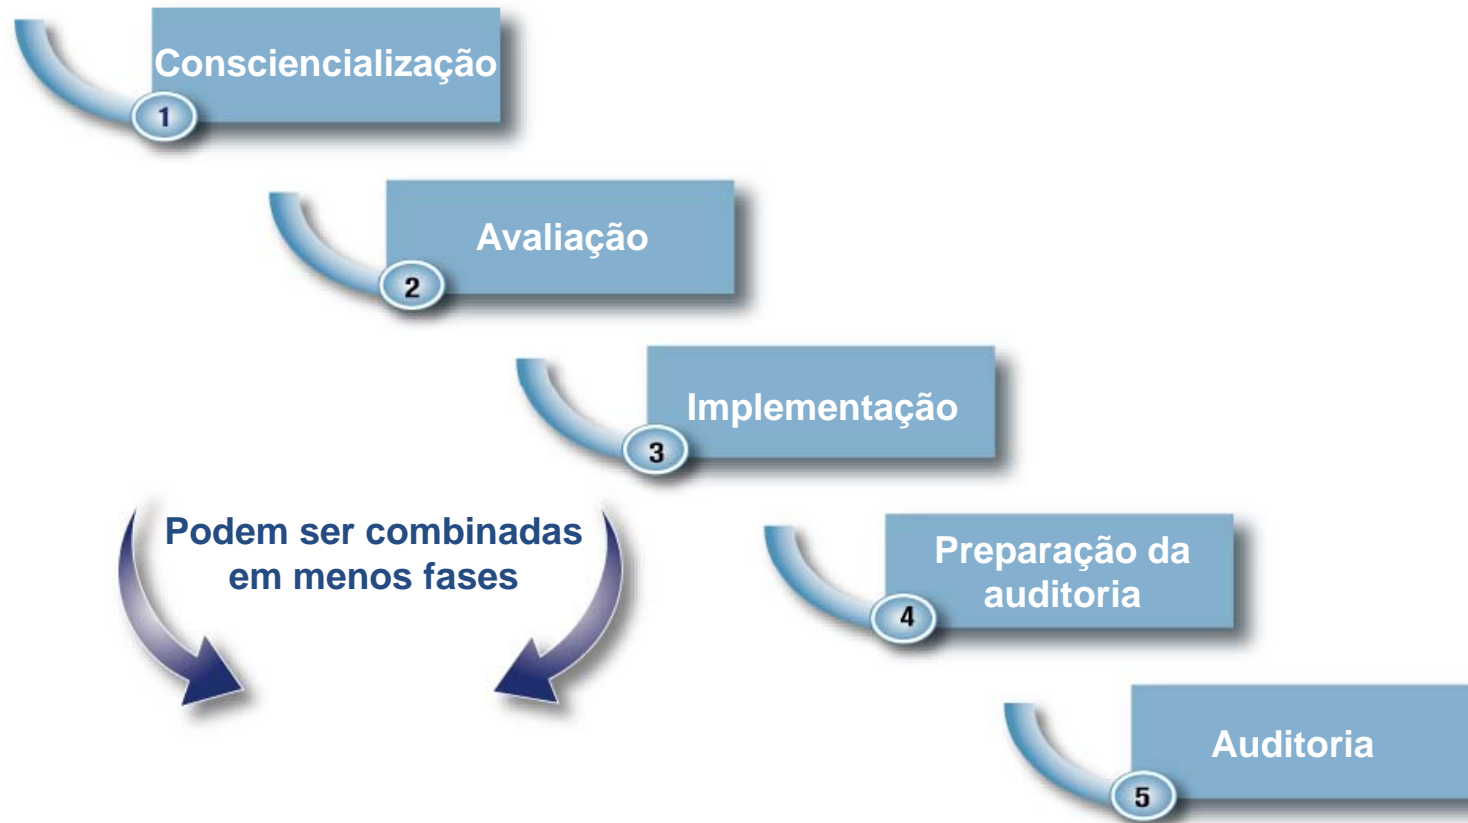 Consciencialização
1
Avaliação
2
Implementação
3
Podem ser combinadas
em menos fases
Preparação da
auditoria
4
Auditoria
5